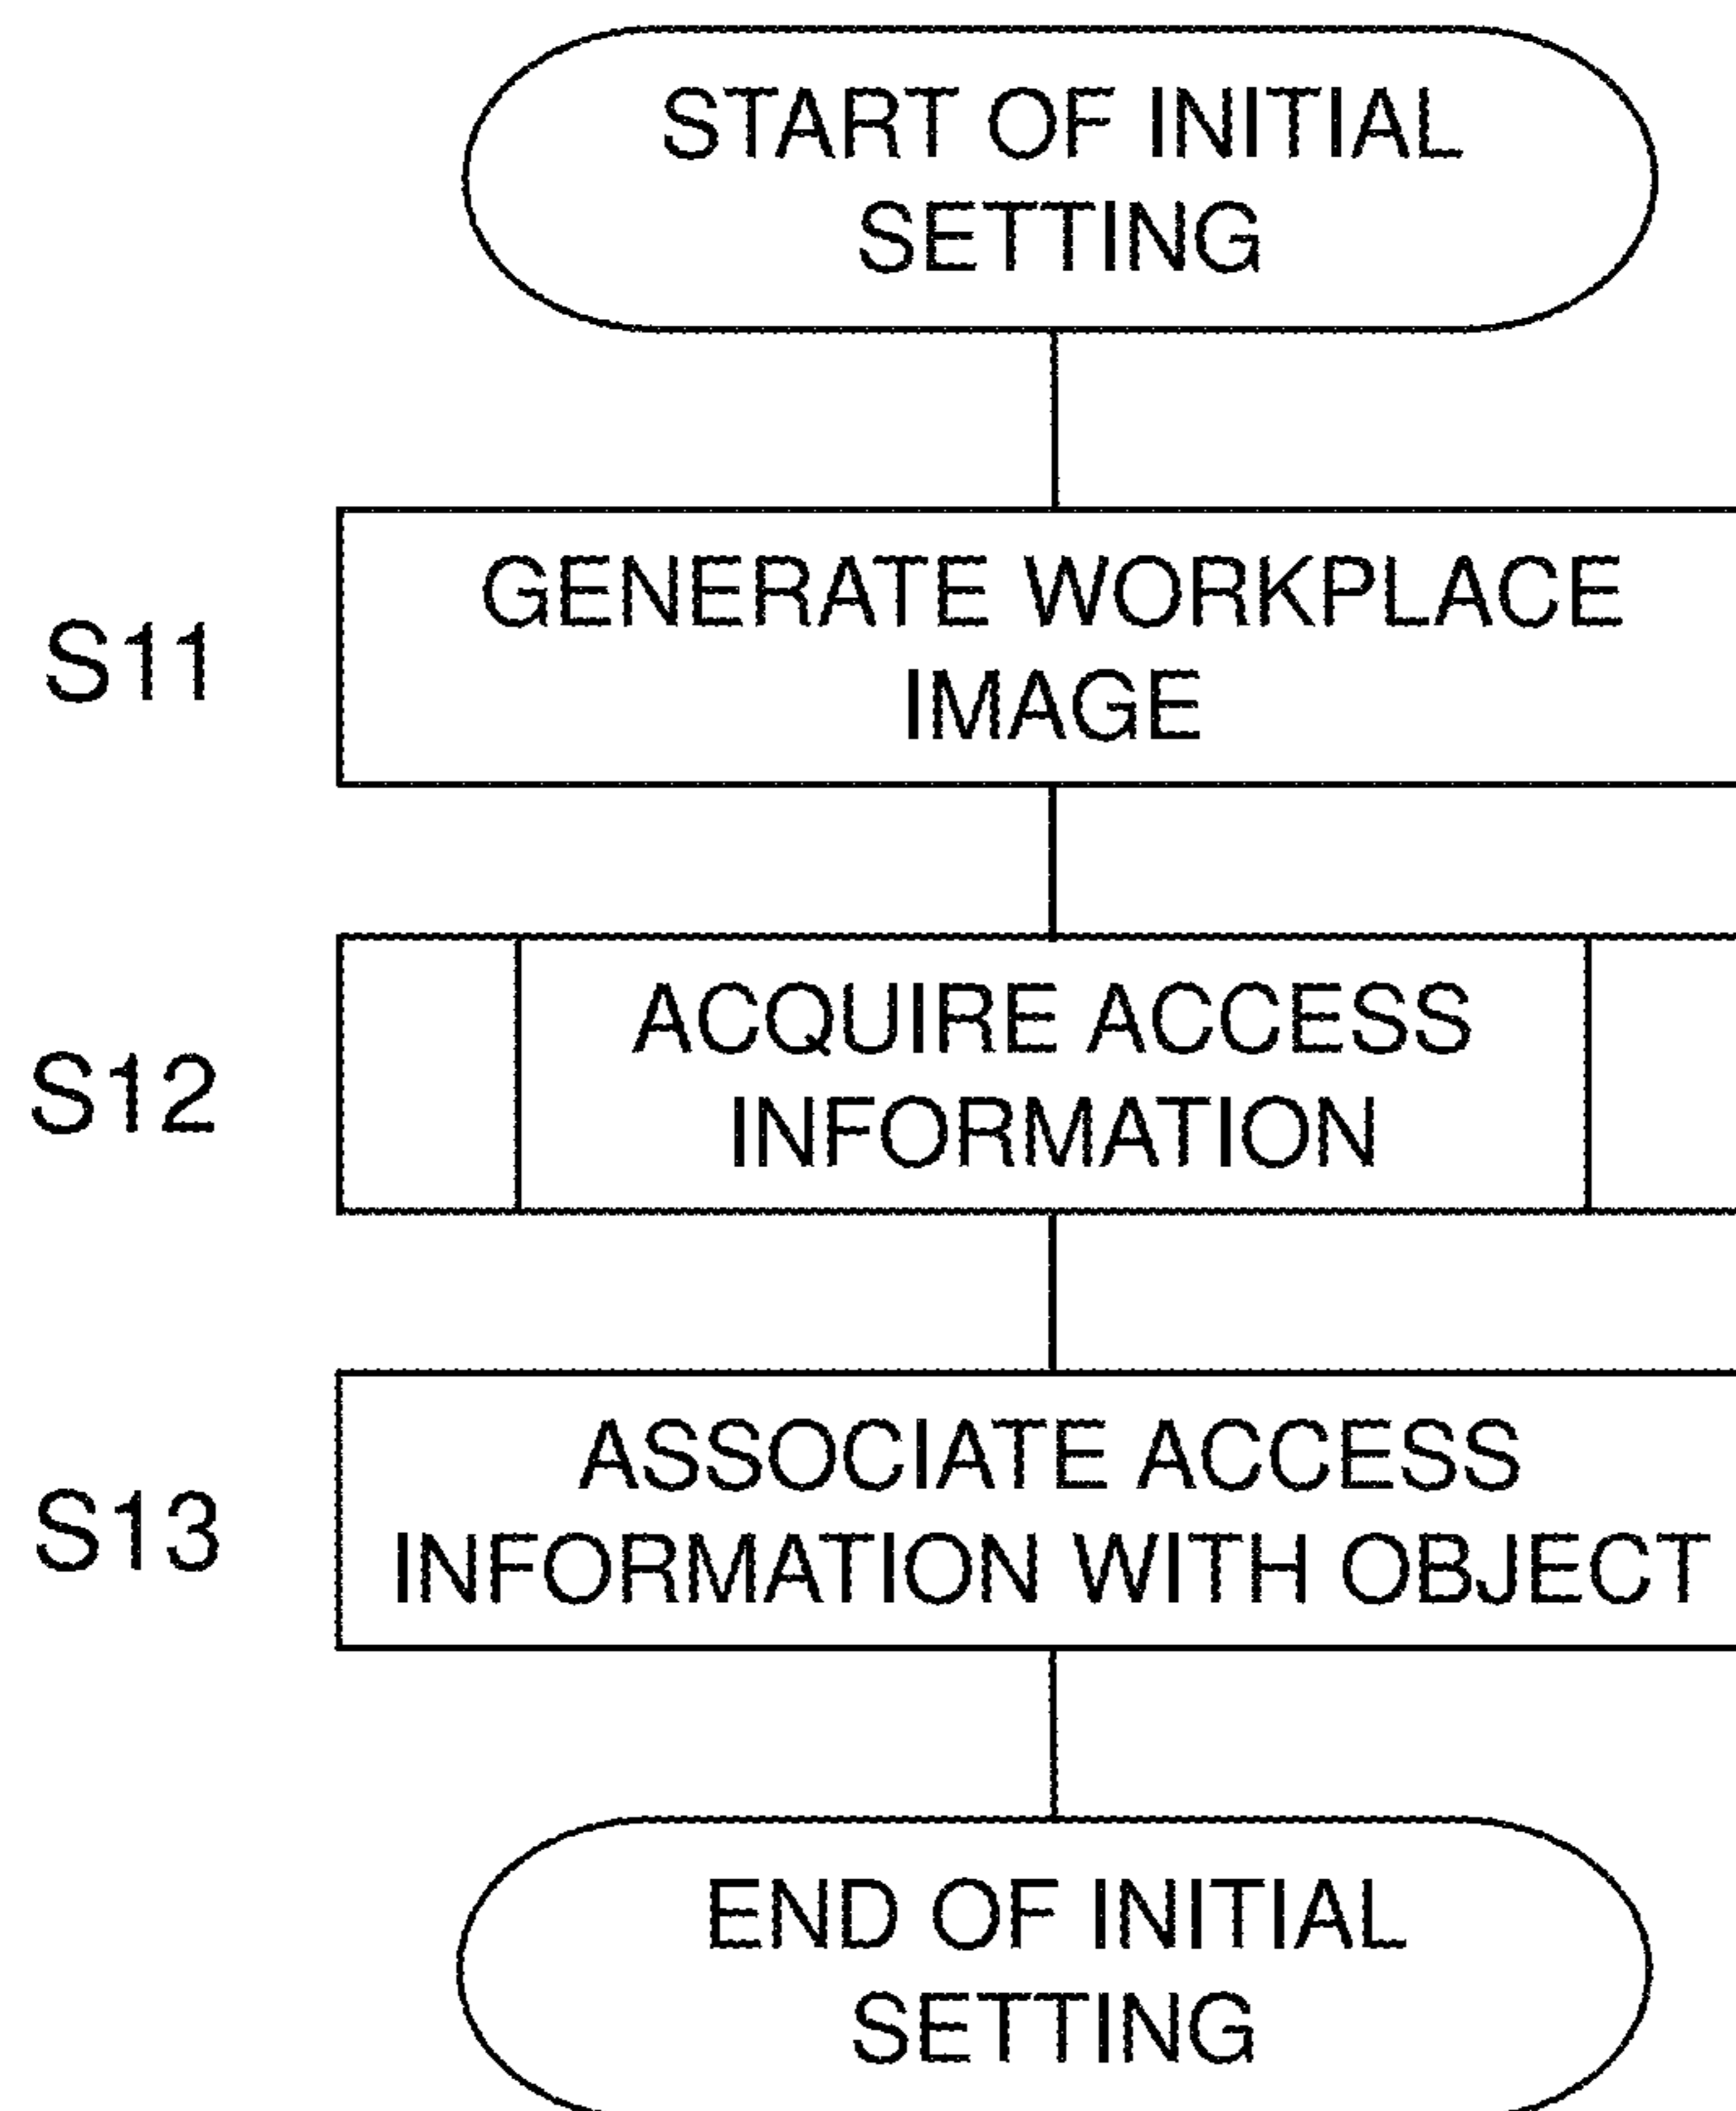 START OF INITIAL
SETTING
S11
GENERATE WORKPLACE
IMAGE
S12
ACQUIRE ACCESS
INFORMATION
S13
ASSOCIATE ACCESS
INFORMATION WITH OBJECT
END OF INITIAL
SETTING